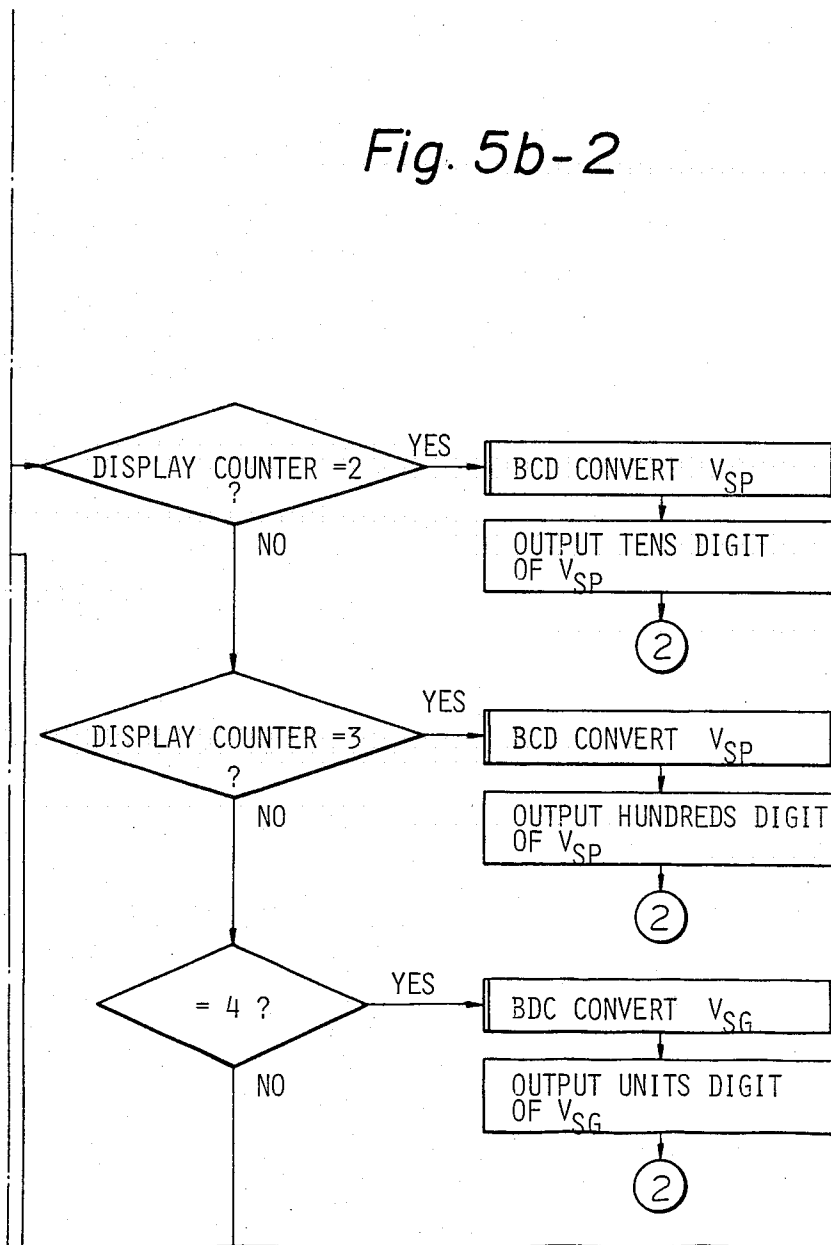 Fig. 5b-2
DISPLAY COUNTER =2
?
YES
NO
BCD CONVERT V_SP
OUTPUT TENS DIGIT
OF V_SP
2
DISPLAY COUNTER =3
?
YES
NO
BCD CONVERT V_SP
OUTPUT HUNDREDS DIGIT
OF V_SP
2
= 4 ?
YES
NO
BDC CONVERT V_SG
OUTPUT UNITS DIGIT
OF V_SG
2